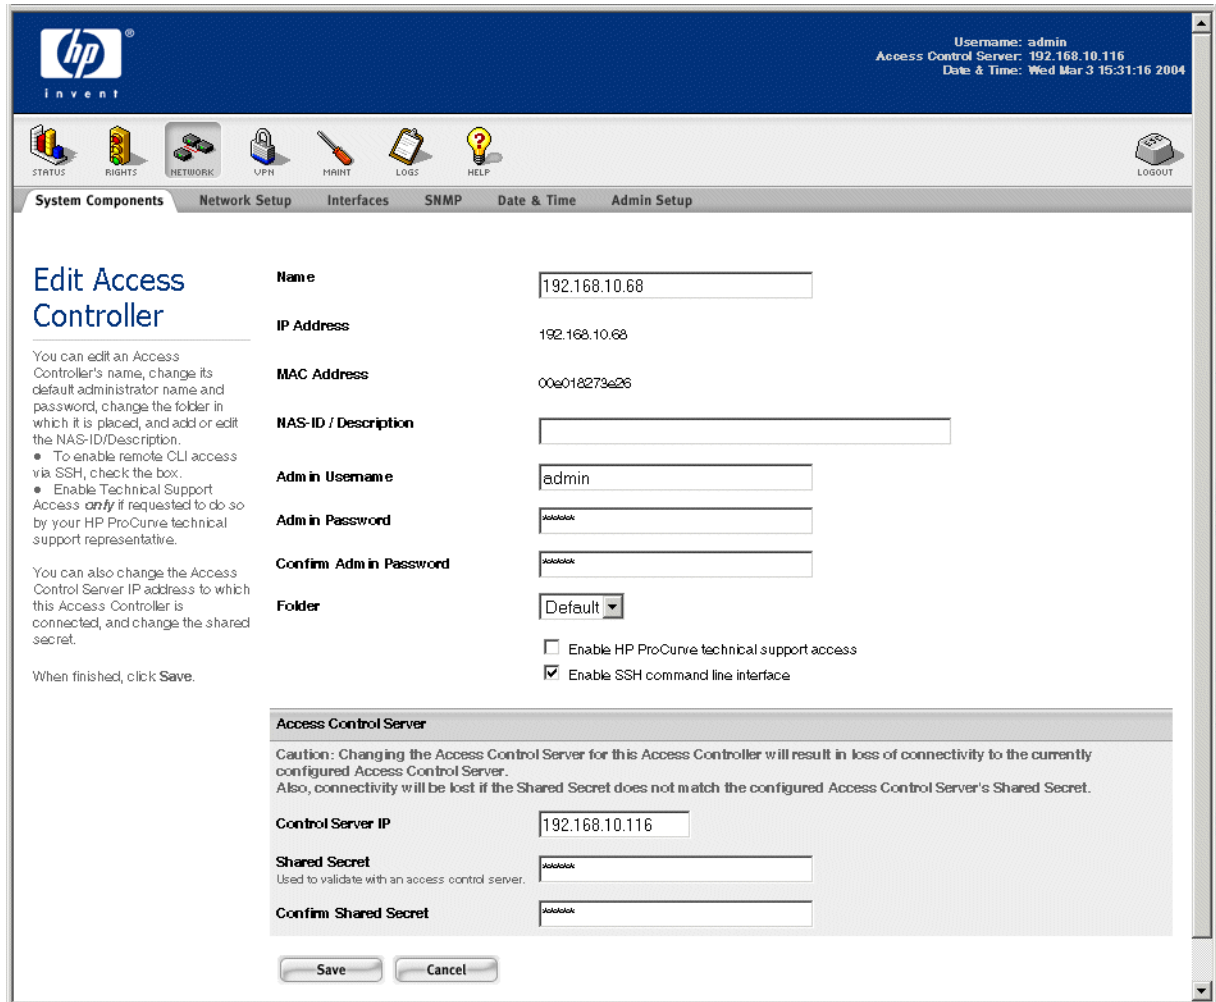 hp
®
i n v e n t
Username: admin
Access Control Server: 192.168.10.116
Date & Time: Wed Mar 3 15:31:16 2004
STATUS RIGHTS NETWORK VPN MAINT LOGS HELP LOGOUT
System Components Network Setup Interfaces SNMP Date & Time Admin Setup
Edit Access
Controller
You can edit an Access
Controller's name, change its
default administrator name and
password, change the folder in
which it is placed, and add or edit
the NAS-ID/Description.
● To enable remote CLI access
via SSH, check the box.
● Enable Technical Support
Access only if requested to do so
by your HP ProCurve technical
support representative.
You can also change the Access
Control Server IP address to which
this Access Controller is
connected, and change the shared
secret.
When finished, click Save.
Name 192.168.10.68
IP Address 192.168.10.68
MAC Address 00e018273e26
NAS-ID / Description
Admin Username admin
Admin Password ******
Confirm Admin Password ******
Folder Default
Enable HP ProCurve technical support access
Enable SSH command line interface
Access Control Server
Caution: Changing the Access Control Server for this Access Controller will result in loss of connectivity to the currently
configured Access Control Server.
Also, connectivity will be lost if the Shared Secret does not match the configured Access Control Server's Shared Secret.
Control Server IP 192.168.10.116
Shared Secret ******
Used to validate with an access control server.
Confirm Shared Secret ******
Save Cancel